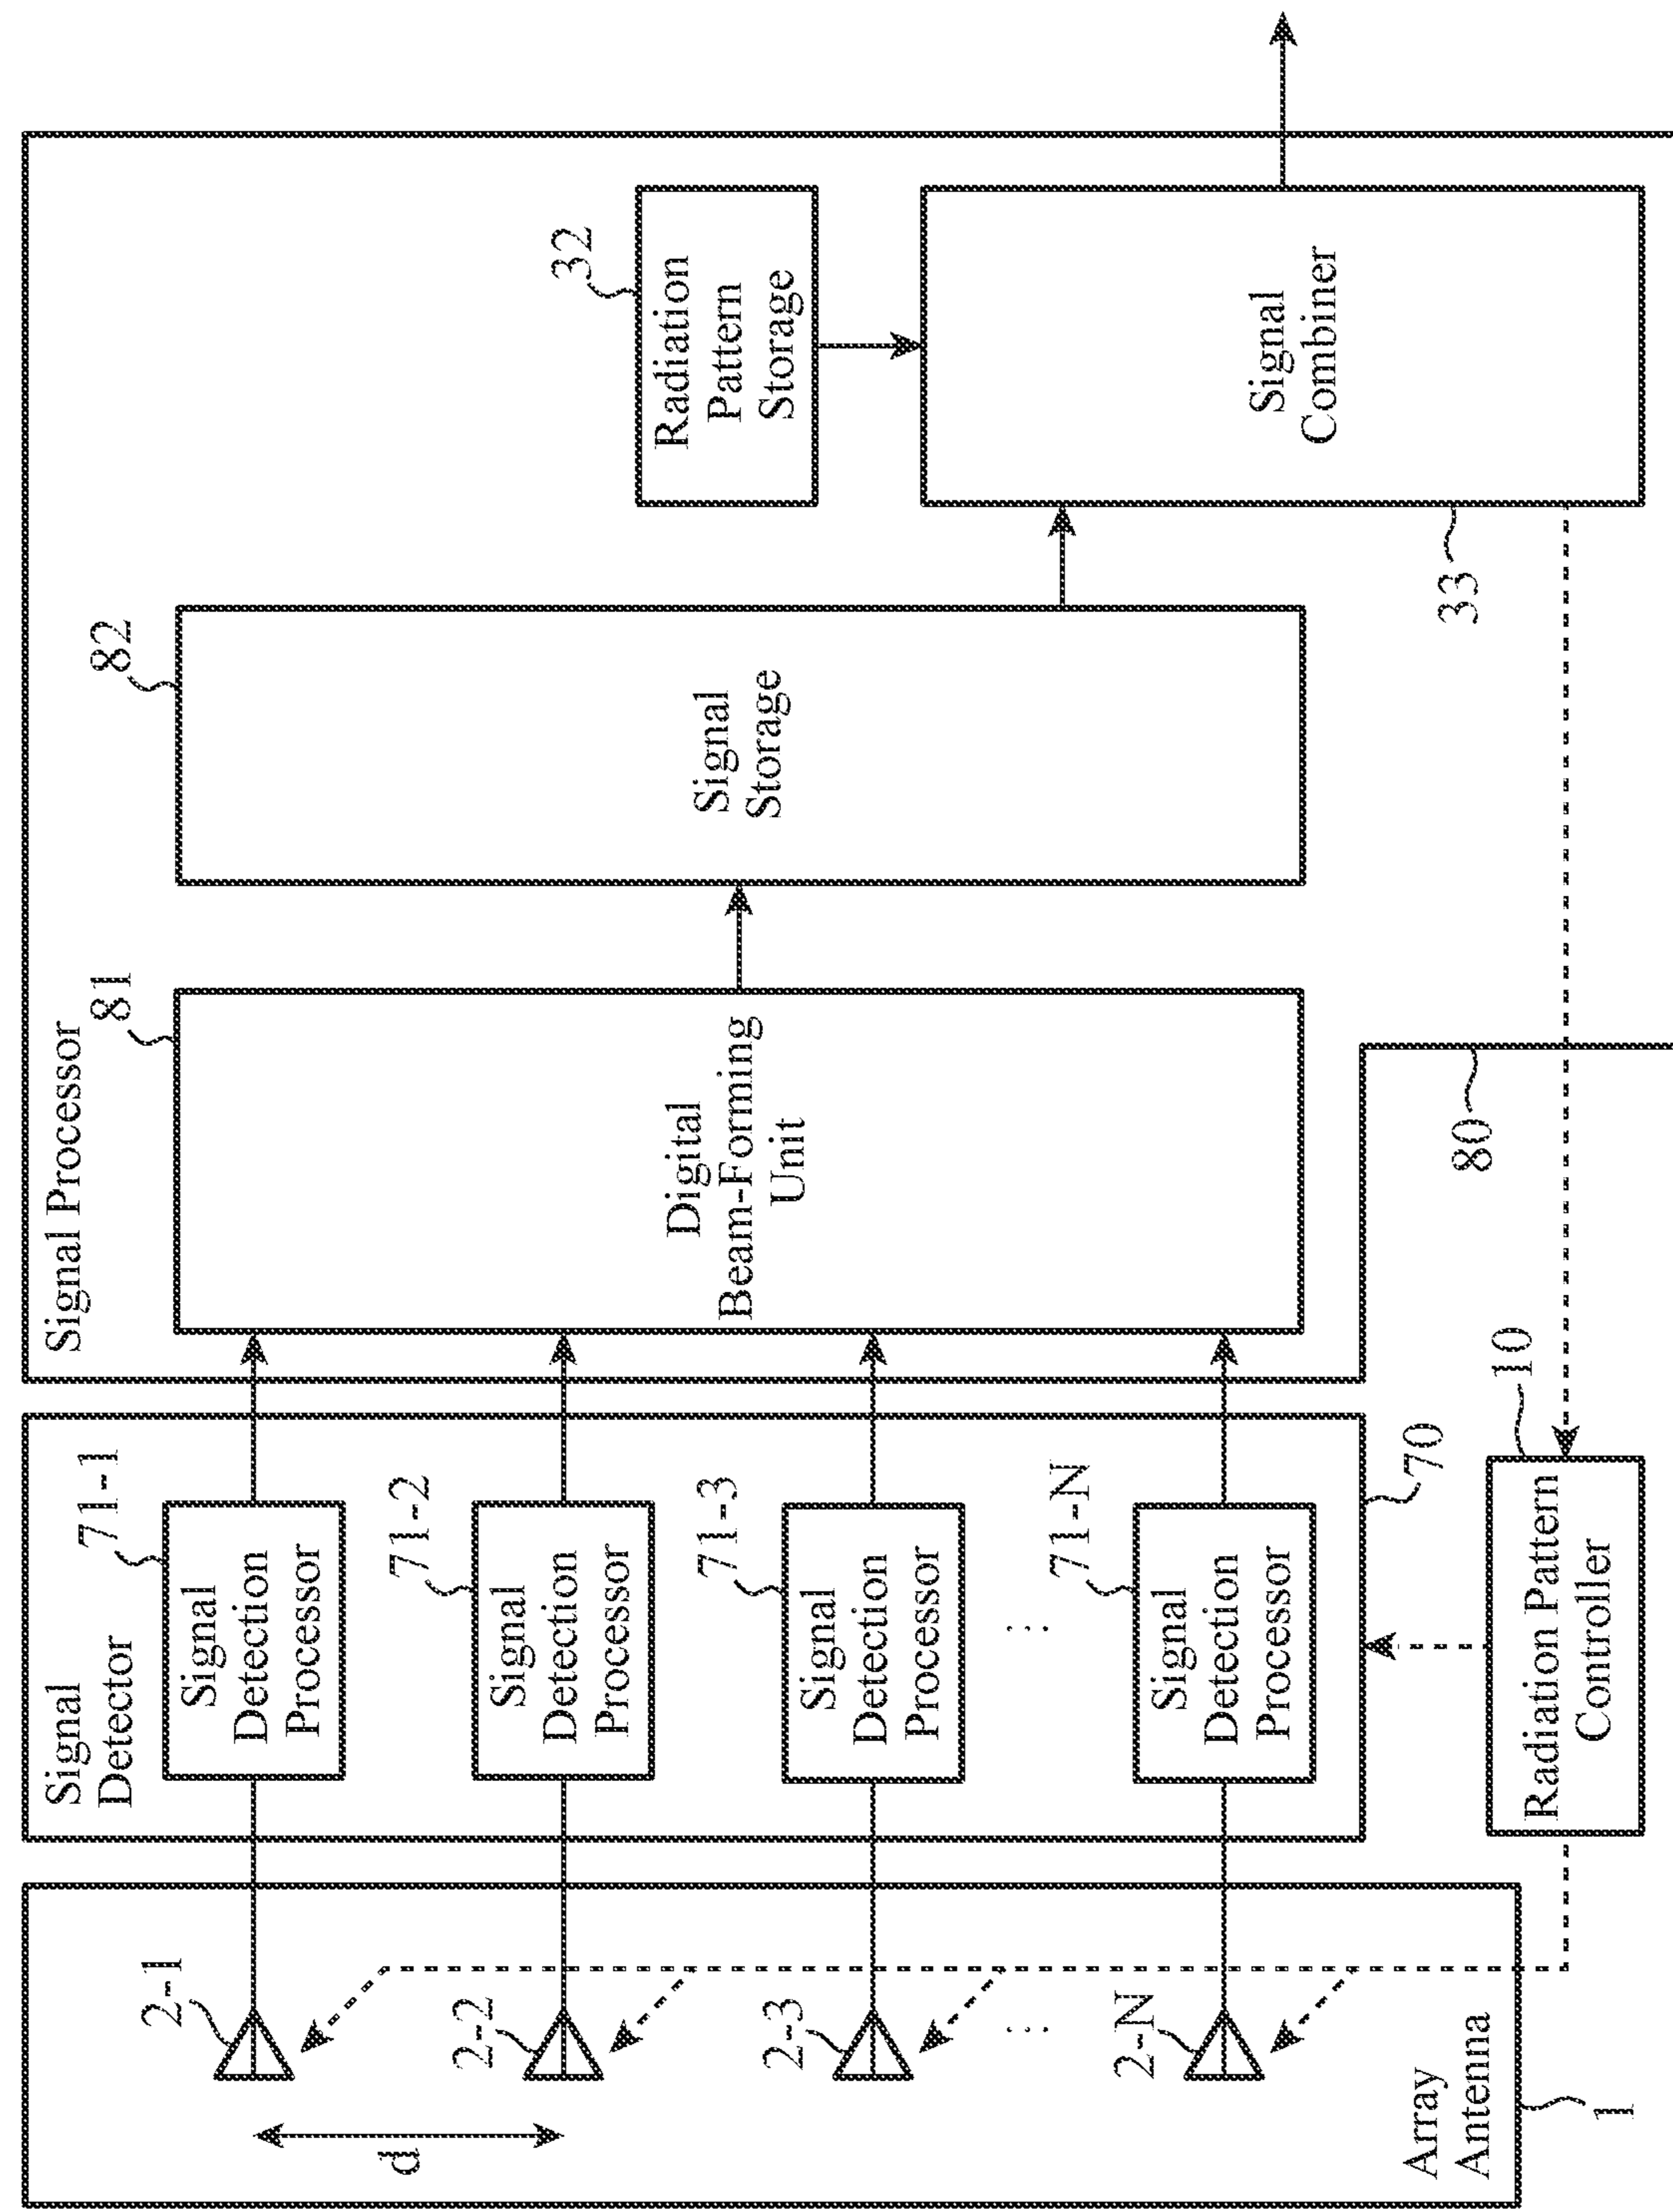 Array
Antenna
1
d
2-1
2-2
2-3
⋮
2-N
Signal
Detector
71-1
Signal
Detection
Processor
71-2
Signal
Detection
Processor
71-3
Signal
Detection
Processor
⋮
71-N
Signal
Detection
Processor
70
Radiation Pattern
Controller
10
Signal Processor
81
Digital
Beam-Forming
Unit
82
Signal
Storage
32
Radiation
Pattern
Storage
Signal
Combiner
33
80